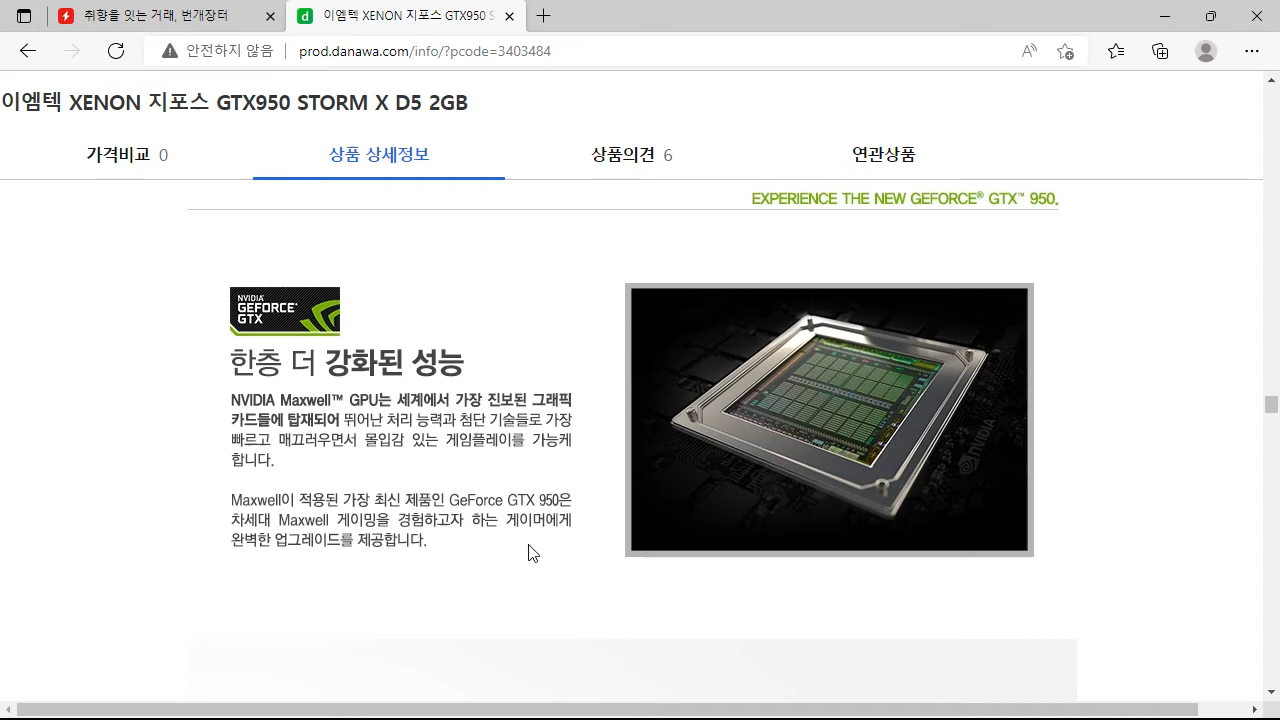 취향을 잇는 거래, 번개장터
이엠텍 XENON 지포스 GTX950 S
안전하지 않음 prod.danawa.com/info/?pcode=3403484
이엠텍 XENON 지포스 GTX950 STORM X D5 2GB
가격비교 0 상품 상세정보 상품의견 6 연관상품
EXPERIENCE THE NEW GEFORCE® GTX™ 950.
NVIDIA
GEFORCE
GTX
한층 더 강화된 성능
NVIDIA Maxwell™ GPU는 세계에서 가장 진보된 그래픽
카드들에 탑재되어 뛰어난 처리 능력과 첨단 기술들로 가장
빠르고 매끄러우면서 몰입감 있는 게임플레이를 가능케
합니다.
Maxwell이 적용된 가장 최신 제품인 GeForce GTX 950은
차세대 Maxwell 게이밍을 경험하고자 하는 게이머에게
완벽한 업그레이드를 제공합니다.
NVIDIA